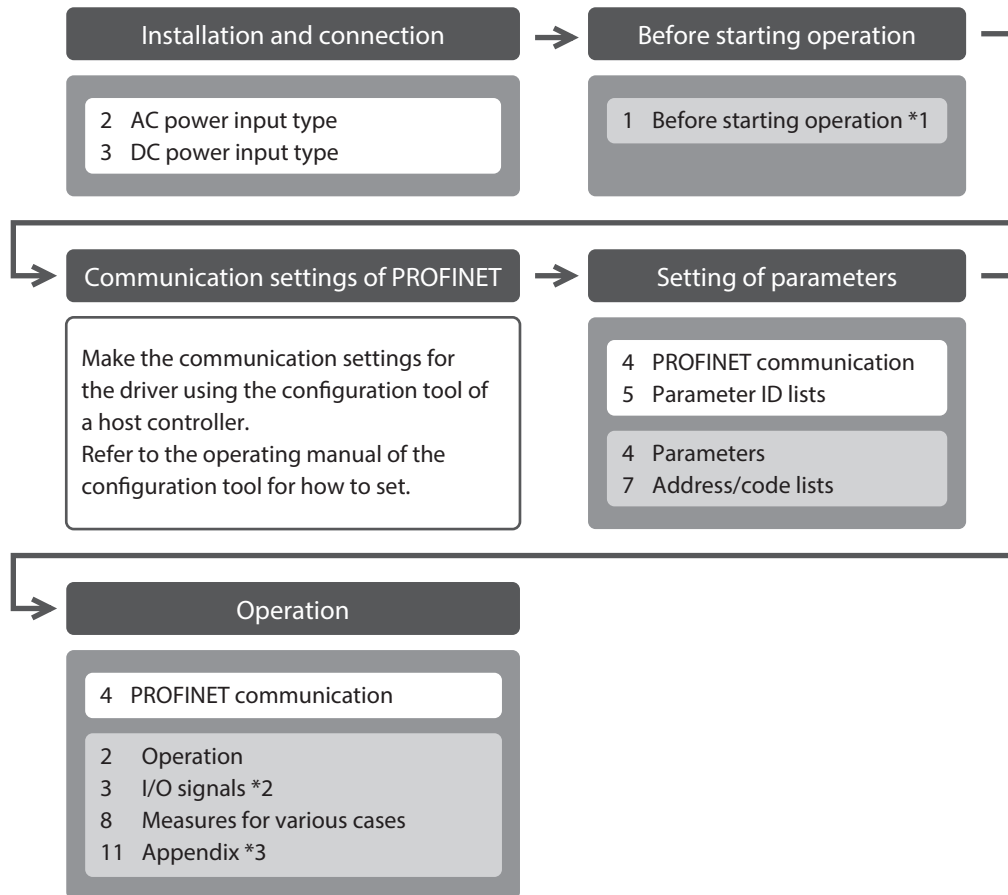 Installation and connection
2 AC power input type
3 DC power input type
Before starting operation
1 Before starting operation *1
Communication settings of PROFINET
Make the communication settings for
the driver using the configuration tool of
a host controller.
Refer to the operating manual of the
configuration tool for how to set.
Setting of parameters
4 PROFINET communication
5 Parameter ID lists
4 Parameters
7 Address/code lists
Operation
4 PROFINET communication
2 Operation
3 I/O signals *2
8 Measures for various cases
11 Appendix *3